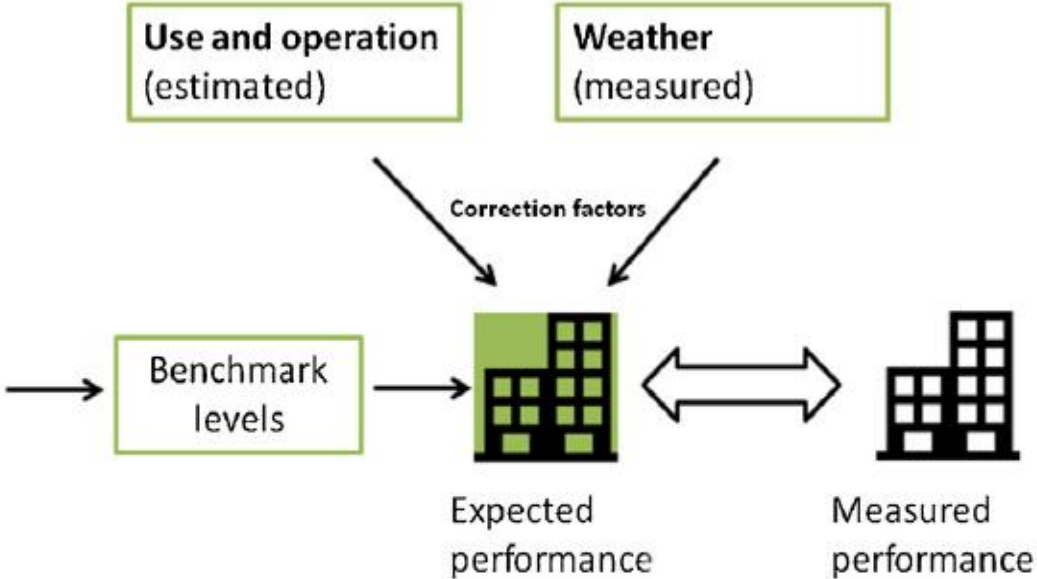 Use and operation
(estimated)
Weather
(measured)
Correction factors
Benchmark
levels
Expected
performance
Measured
performance